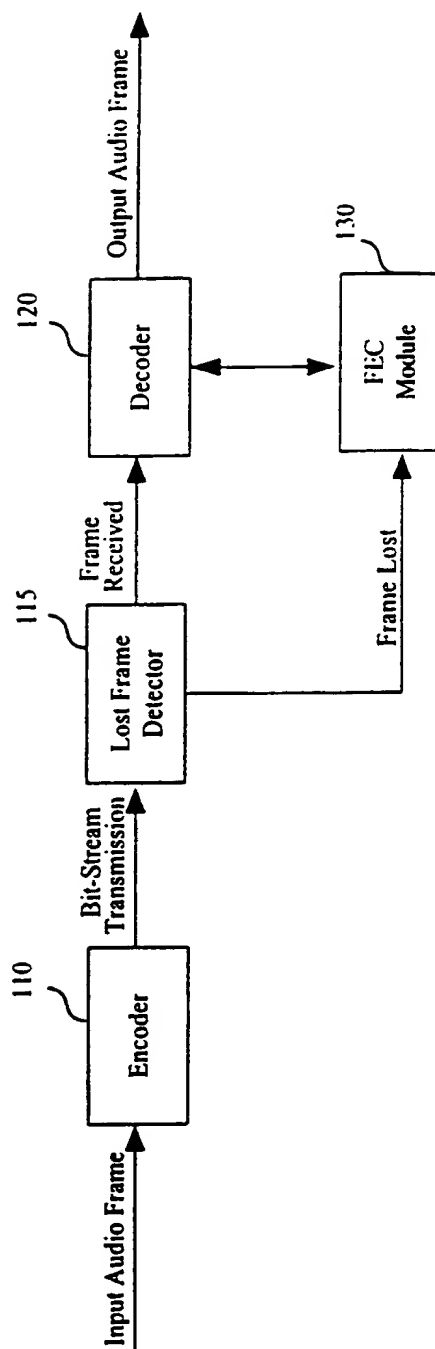 Input Audio Frame
110
Encoder
Bit-Stream
Transmission
115
Lost Frame
Detector
Frame
Received
Frame Lost
120
Decoder
Output Audio Frame
130
FEC
Module